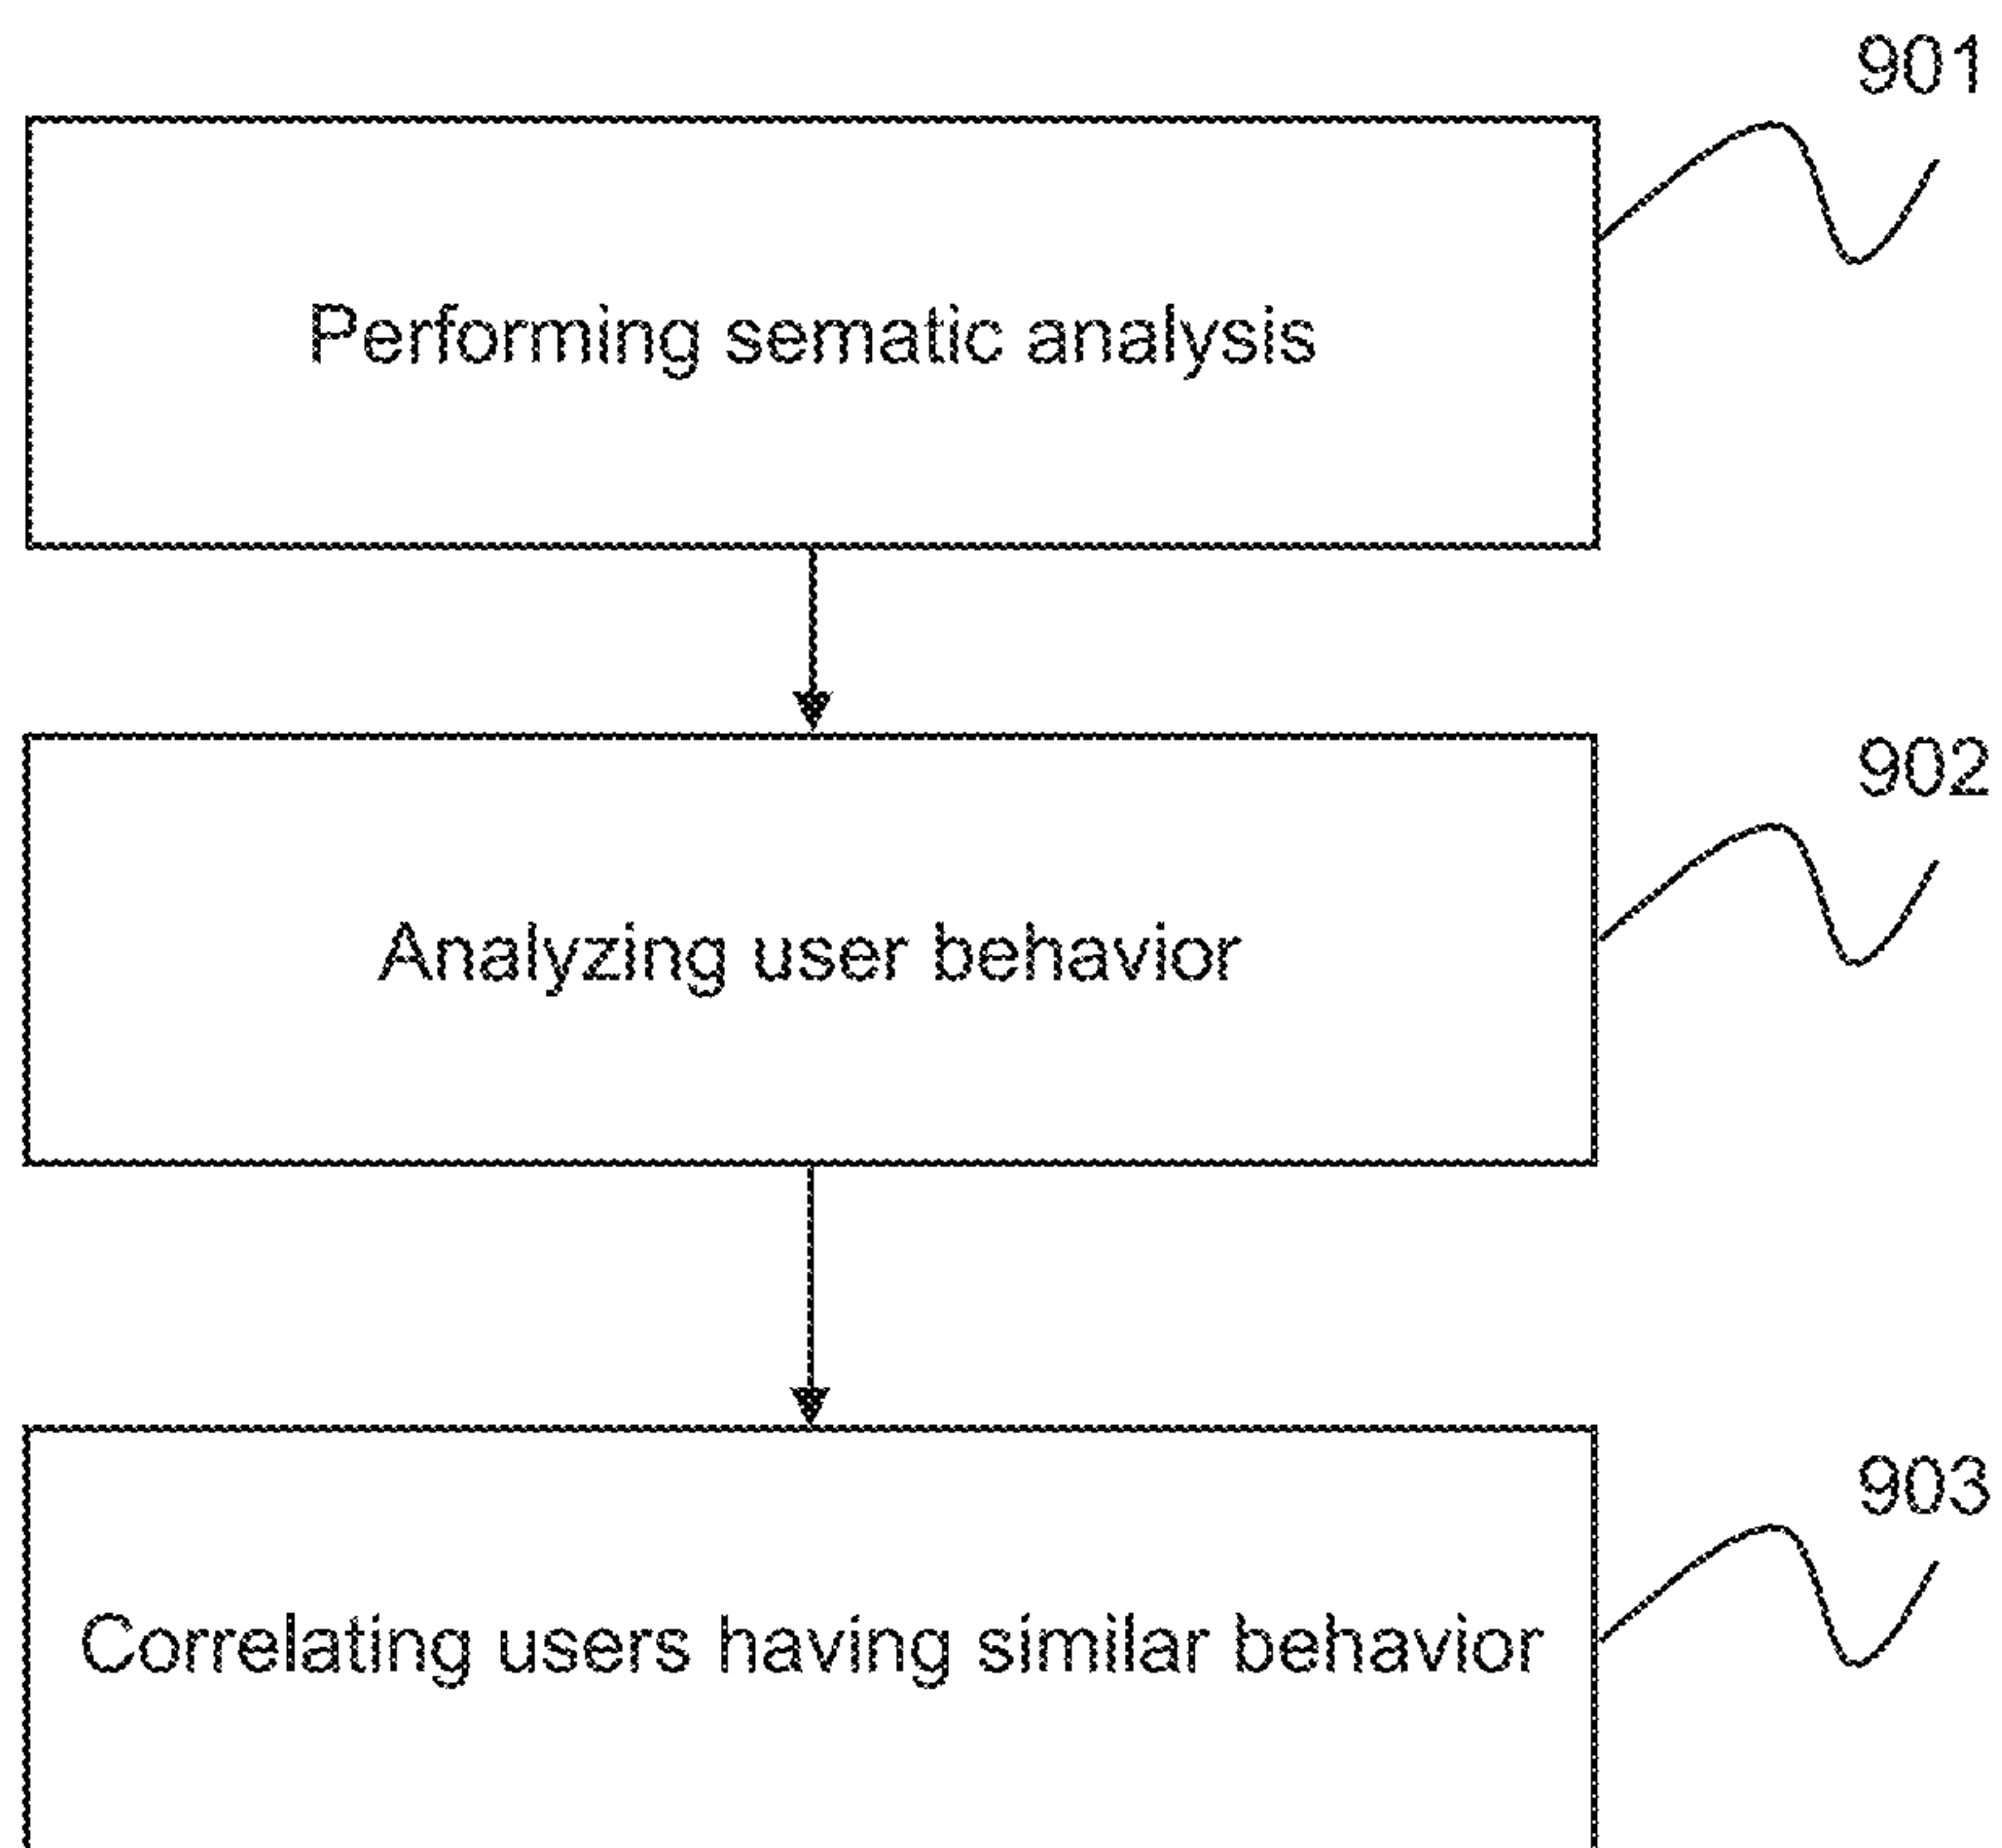 901
Performing sematic analysis
902
Analyzing user behavior
903
Correlating users having similar behavior